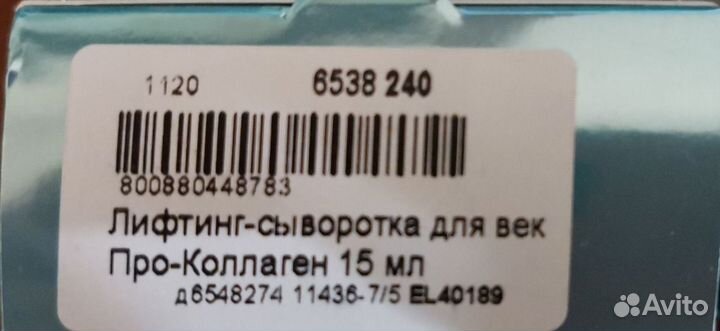 1120 6538 240
800880448783
Лифтинг-сыворотка для век
Про-Коллаген 15 мл
д6548274 11436-7/5 EL40189
Avito